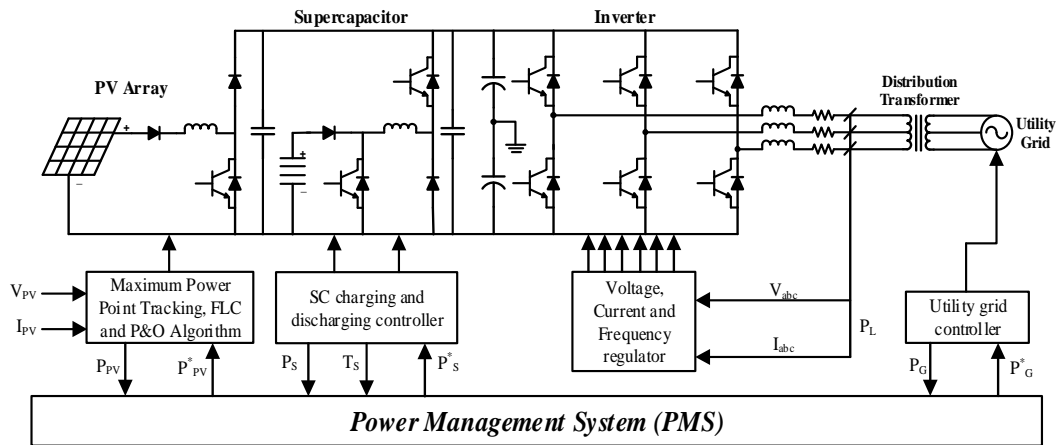 Supercapacitor
Inverter
PV Array
Distribution
Transformer
Utility
Grid
+
−
+
−
V_PV
I_PV
Maximum Power
Point Tracking, FLC
and P&O Algorithm
SC charging and
discharging controller
Voltage,
Current and
Frequency
regulator
V_abc
I_abc
P_L
Utility grid
controller
P_PV
P*_PV
P_S
T_S
P*_S
P_G
P*_G
Power Management System (PMS)